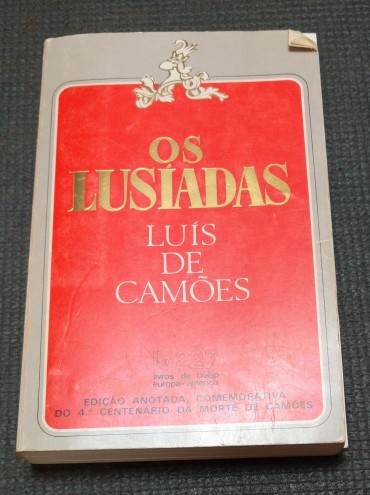 OS
LUSÍADAS
LUÍS
DE
CAMÕES
livros de bolso
europa-américa
EDIÇÃO ANOTADA, COMEMORATIVA
DO 4.º CENTENÁRIO DA MORTE DE CAMÕES